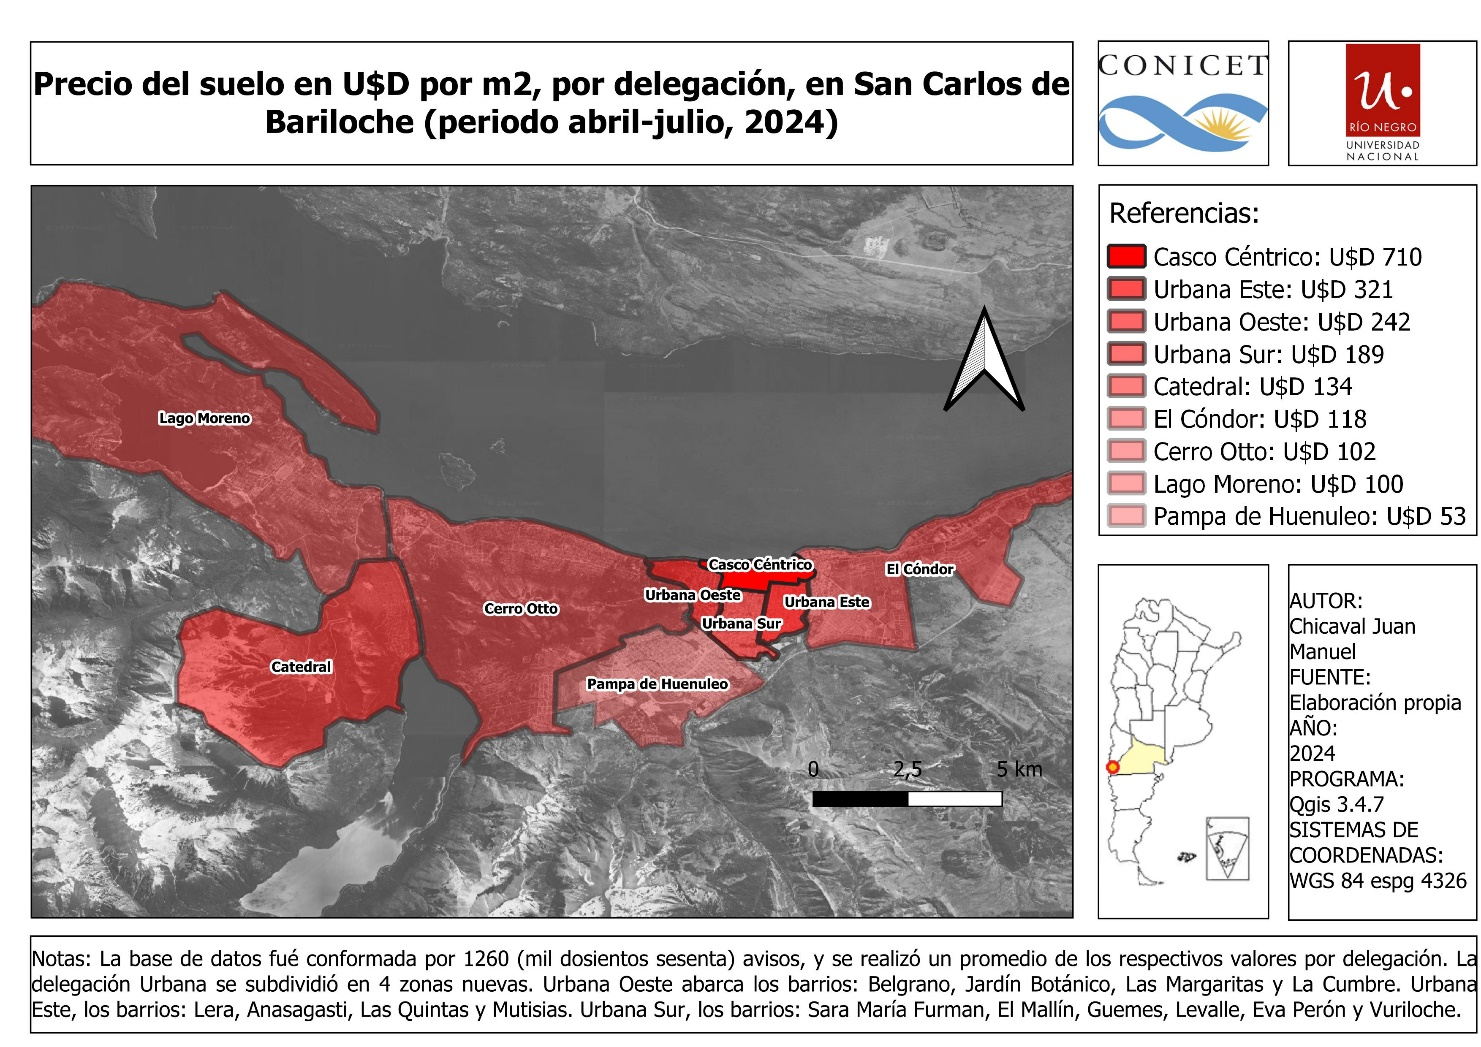 Precio del suelo en U$D por m2, por delegación, en San Carlos de
Bariloche (periodo abril-julio, 2024)
CONICET
u.
RÍO NEGRO
UNIVERSIDAD
NACIONAL
Referencias:
Casco Céntrico: U$D 710
Urbana Este: U$D 321
Urbana Oeste: U$D 242
Urbana Sur: U$D 189
Catedral: U$D 134
El Cóndor: U$D 118
Cerro Otto: U$D 102
Lago Moreno: U$D 100
Pampa de Huenuleo: U$D 53
Lago Moreno
Casco Céntrico
El Cóndor
Urbana Oeste
Urbana Este
Cerro Otto
Urbana Sur
Catedral
Pampa de Huenuleo
0 2,5 5 km
AUTOR:
Chicaval Juan
Manuel
FUENTE:
Elaboración propia
AÑO:
2024
PROGRAMA:
Qgis 3.4.7
SISTEMAS DE
COORDENADAS:
WGS 84 espg 4326
Notas: La base de datos fué conformada por 1260 (mil dosientos sesenta) avisos, y se realizó un promedio de los respectivos valores por delegación. La
delegación Urbana se subdividió en 4 zonas nuevas. Urbana Oeste abarca los barrios: Belgrano, Jardín Botánico, Las Margaritas y La Cumbre. Urbana
Este, los barrios: Lera, Anasagasti, Las Quintas y Mutisias. Urbana Sur, los barrios: Sara María Furman, El Mallín, Guemes, Levalle, Eva Perón y Vuriloche.